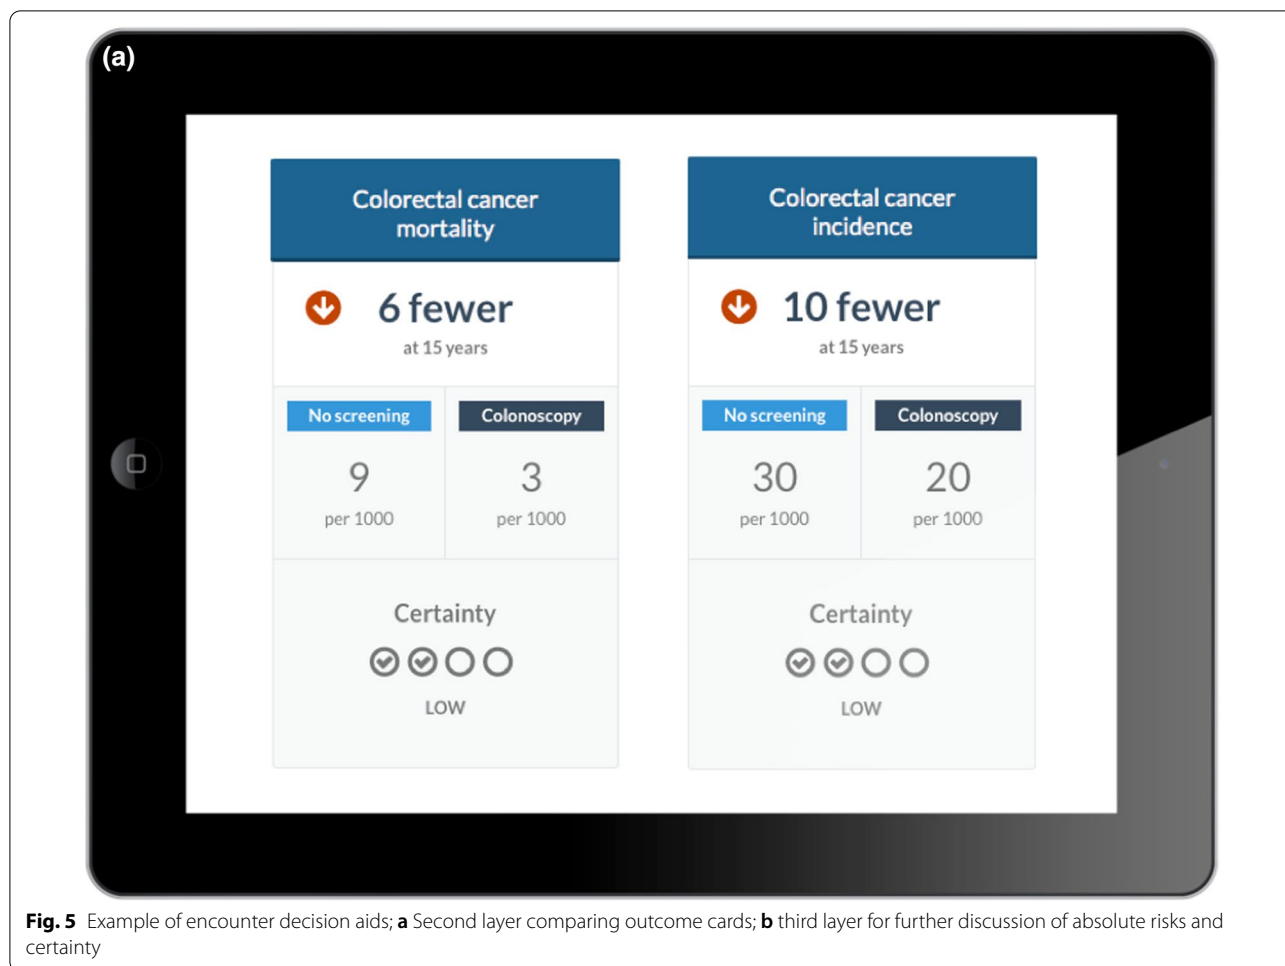 (a)
Colorectal cancer
mortality
6 fewer
at 15 years
No screening
Colonoscopy
9
per 1000
3
per 1000
Certainty
LOW
Colorectal cancer
incidence
10 fewer
at 15 years
No screening
Colonoscopy
30
per 1000
20
per 1000
Certainty
LOW
Fig. 5 Example of encounter decision aids; a Second layer comparing outcome cards; b third layer for further discussion of absolute risks and
certainty